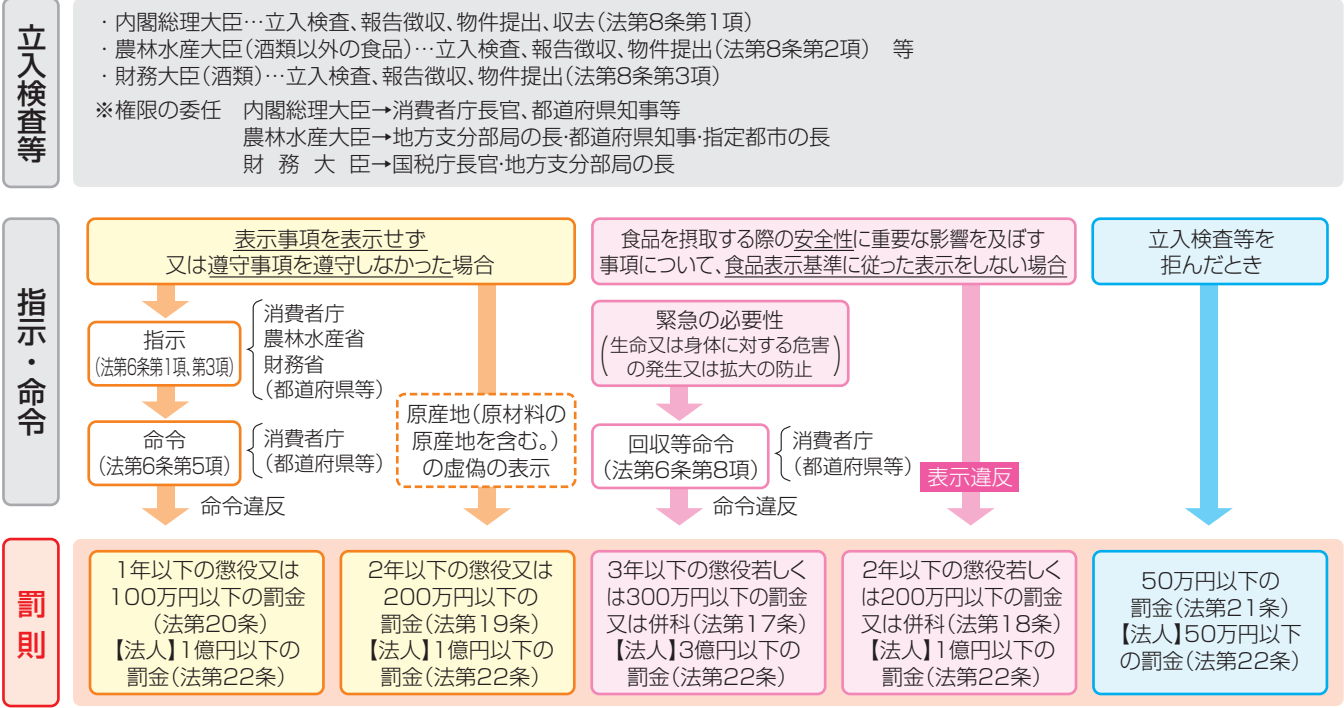 立入検査等
・内閣総理大臣…立入検査、報告徴収、物件提出、収去(法第8条第1項)
・農林水産大臣(酒類以外の食品)…立入検査、報告徴収、物件提出(法第8条第2項) 等
・財務大臣(酒類)…立入検査、報告徴収、物件提出(法第8条第3項)
※権限の委任 内閣総理大臣→消費者庁長官、都道府県知事等
農林水産大臣→地方支分部局の長・都道府県知事・指定都市の長
財務大臣→国税庁長官・地方支分部局の長
指示・命令
表示事項を表示せず
又は遵守事項を遵守しなかった場合
指示
(法第6条第1項、第3項)
消費者庁
農林水産省
財務省
(都道府県等)
命令
(法第6条第5項)
消費者庁
(都道府県等)
命令違反
原産地(原材料の
原産地を含む。)
の虚偽の表示
食品を摂取する際の安全性に重要な影響を及ぼす
事項について、食品表示基準に従った表示をしない場合
緊急の必要性
(生命又は身体に対する危害
の発生又は拡大の防止)
回収等命令
(法第6条第8項)
消費者庁
(都道府県等)
命令違反
表示違反
立入検査等を
拒んだとき
罰則
1年以下の懲役又は
100万円以下の罰金
(法第20条)
【法人】1億円以下の
罰金(法第22条)
2年以下の懲役又は
200万円以下の
罰金(法第19条)
【法人】1億円以下の
罰金(法第22条)
3年以下の懲役若しく
は300万円以下の罰金
又は併科(法第17条)
【法人】3億円以下の
罰金(法第22条)
2年以下の懲役若しく
は200万円以下の罰金
又は併科(法第18条)
【法人】1億円以下の
罰金(法第22条)
50万円以下の
罰金(法第21条)
【法人】50万円以下
の罰金(法第22条)